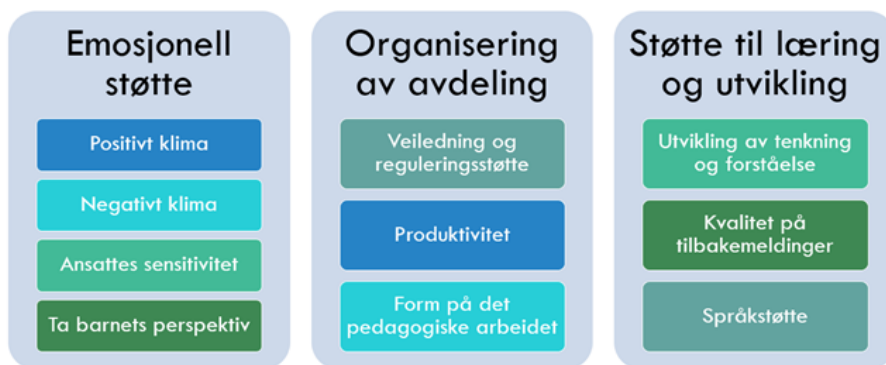 Emosjonell
støtte
Positivt klima
Negativt klima
Ansattes sensitivitet
Ta barnets perspektiv
Organisering
av avdeling
Veiledning og
reguleringsstøtte
Produktivitet
Form på det
pedagogiske arbeidet
Støtte til læring
og utvikling
Utvikling av tenkning
og forståelse
Kvalitet på
tilbakemeldinger
Språkstøtte